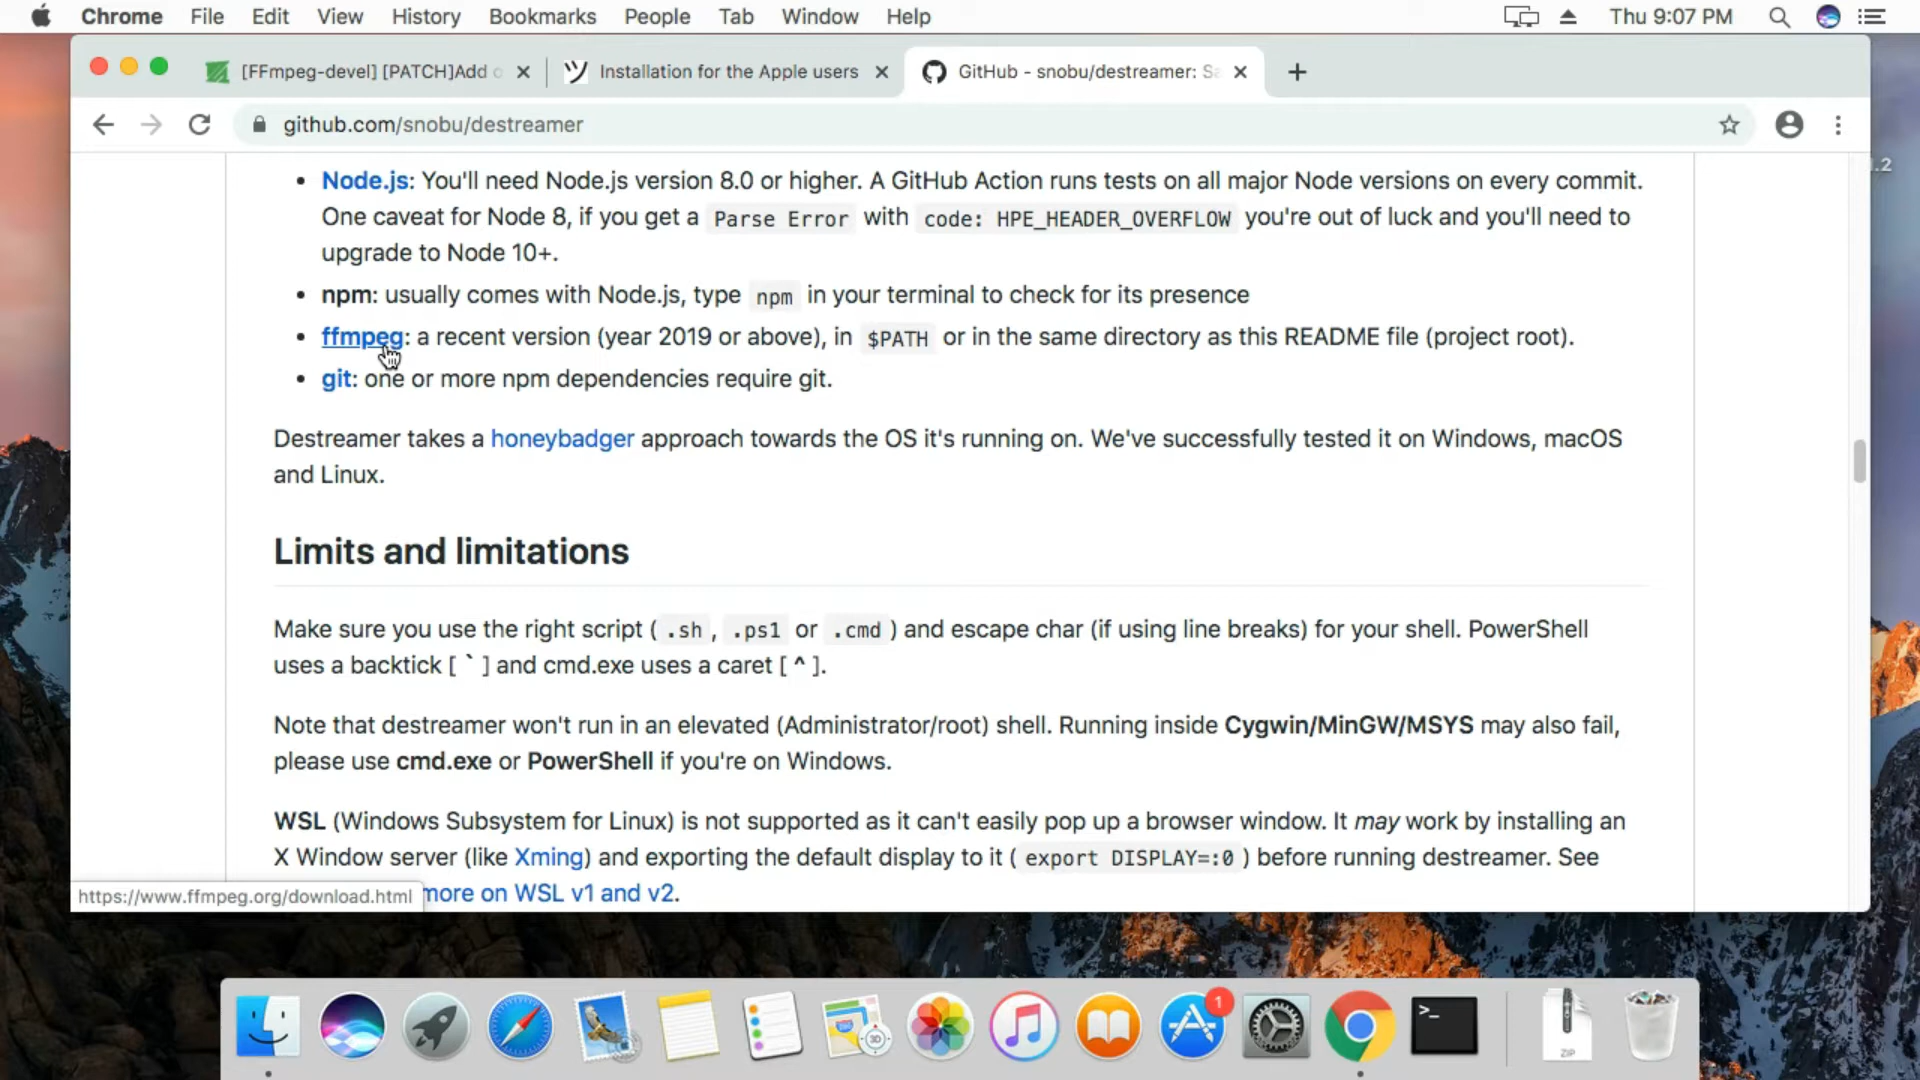 Chrome File Edit View History Bookmarks People Tab Window Help Thu 9:07 PM
[FFmpeg-devel] [PATCH]Add Installation for the Apple users GitHub - snobu/destreamer: Sa
github.com/snobu/destreamer
.2
• Node.js: You'll need Node.js version 8.0 or higher. A GitHub Action runs tests on all major Node versions on every commit.
One caveat for Node 8, if you get a Parse Error with code: HPE_HEADER_OVERFLOW you're out of luck and you'll need to
upgrade to Node 10+.
• npm: usually comes with Node.js, type npm in your terminal to check for its presence
• ffmpeg: a recent version (year 2019 or above), in $PATH or in the same directory as this README file (project root).
• git: one or more npm dependencies require git.
Destreamer takes a honeybadger approach towards the OS it's running on. We've successfully tested it on Windows, macOS
and Linux.
Limits and limitations
Make sure you use the right script ( .sh , .ps1 or .cmd ) and escape char (if using line breaks) for your shell. PowerShell
uses a backtick [ ` ] and cmd.exe uses a caret [ ^ ].
Note that destreamer won't run in an elevated (Administrator/root) shell. Running inside Cygwin/MinGW/MSYS may also fail,
please use cmd.exe or PowerShell if you're on Windows.
WSL (Windows Subsystem for Linux) is not supported as it can't easily pop up a browser window. It may work by installing an
X Window server (like Xming) and exporting the default display to it ( export DISPLAY=:0 ) before running destreamer. See
https://www.ffmpeg.org/download.html more on WSL v1 and v2.
1
3D
>_
ZIP